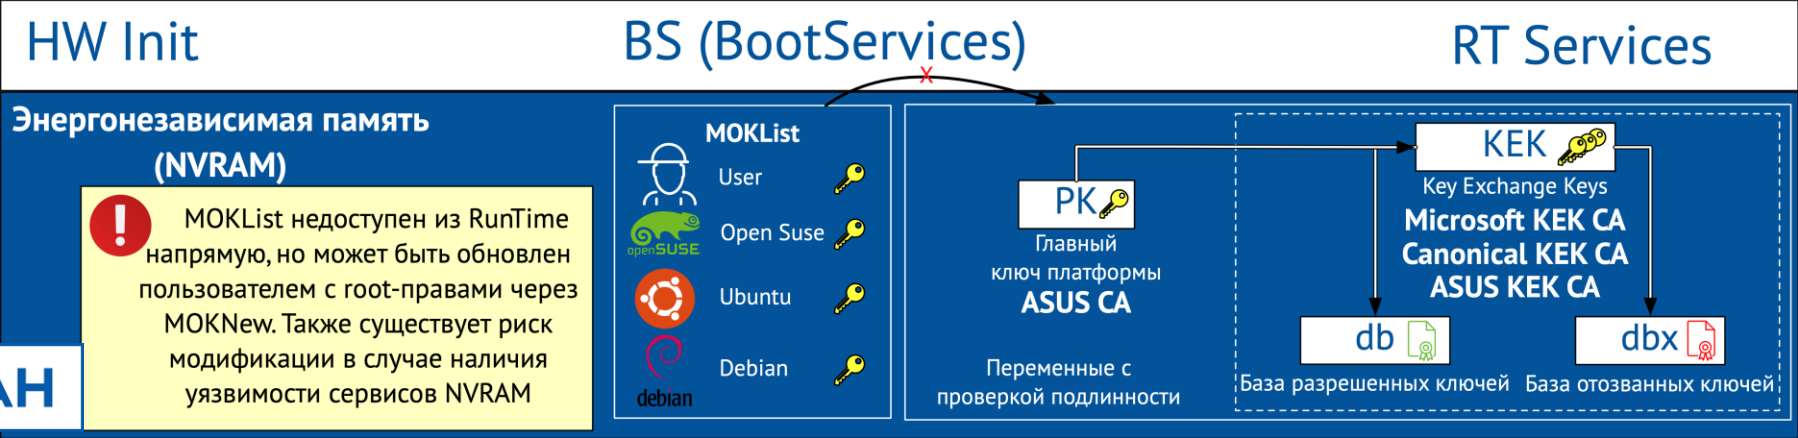 HW Init
BS (BootServices)
RT Services
X
Энергонезависимая память
(NVRAM)
!
MOKList недоступен из RunTime
напрямую, но может быть обновлен
пользователем с root-правами через
MOKNew. Также существует риск
модификации в случае наличия
уязвимости сервисов NVRAM
АН
MOKList
User
openSUSE
Open Suse
Ubuntu
debian
Debian
PK
Главный
ключ платформы
ASUS CA
Переменные с
проверкой подлинности
KEK
Key Exchange Keys
Microsoft KEK CA
Canonical KEK CA
ASUS KEK CA
db
База разрешенных ключей
dbx
База отозванных ключей